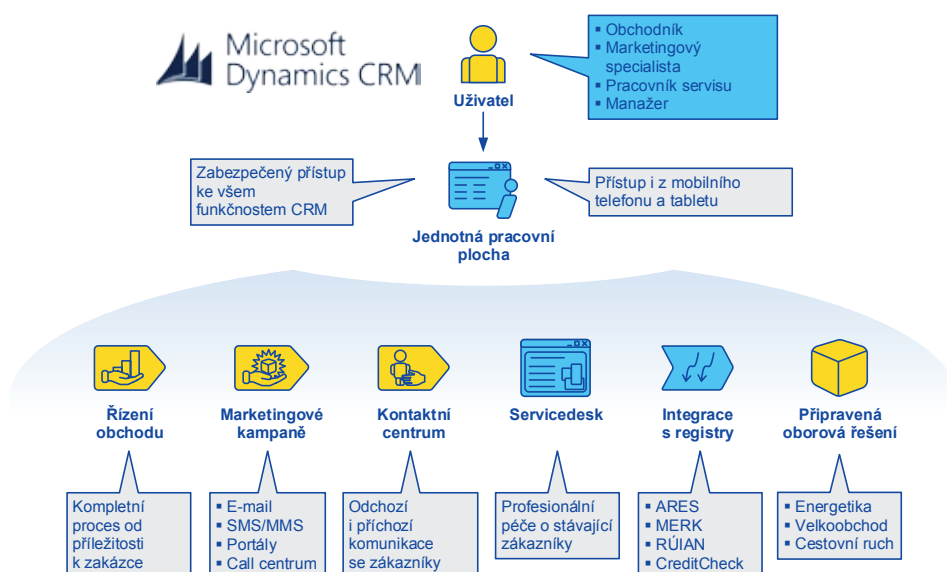 Microsoft
Dynamics CRM
Uživatel
▪ Obchodník
▪ Marketingový
specialista
▪ Pracovník servisu
▪ Manažer
Zabezpečený přístup
ke všem
funkčnostem CRM
Přístup i z mobilního
telefonu a tabletu
Jednotná pracovní
plocha
Řízení
obchodu
Marketingové
kampaně
Kontaktní
centrum
Servicedesk
Integrace
s registry
Připravená
oborová řešení
Kompletní
proces od
příležitosti
k zakázce
▪ E-mail
▪ SMS/MMS
▪ Portály
▪ Call centrum
Odchozí
i příchozí
komunikace
se zákazníky
Profesionální
péče o stávající
zákazníky
▪ ARES
▪ MERK
▪ RÚIAN
▪ CreditCheck
▪ Energetika
▪ Velkoobchod
▪ Cestovní ruch